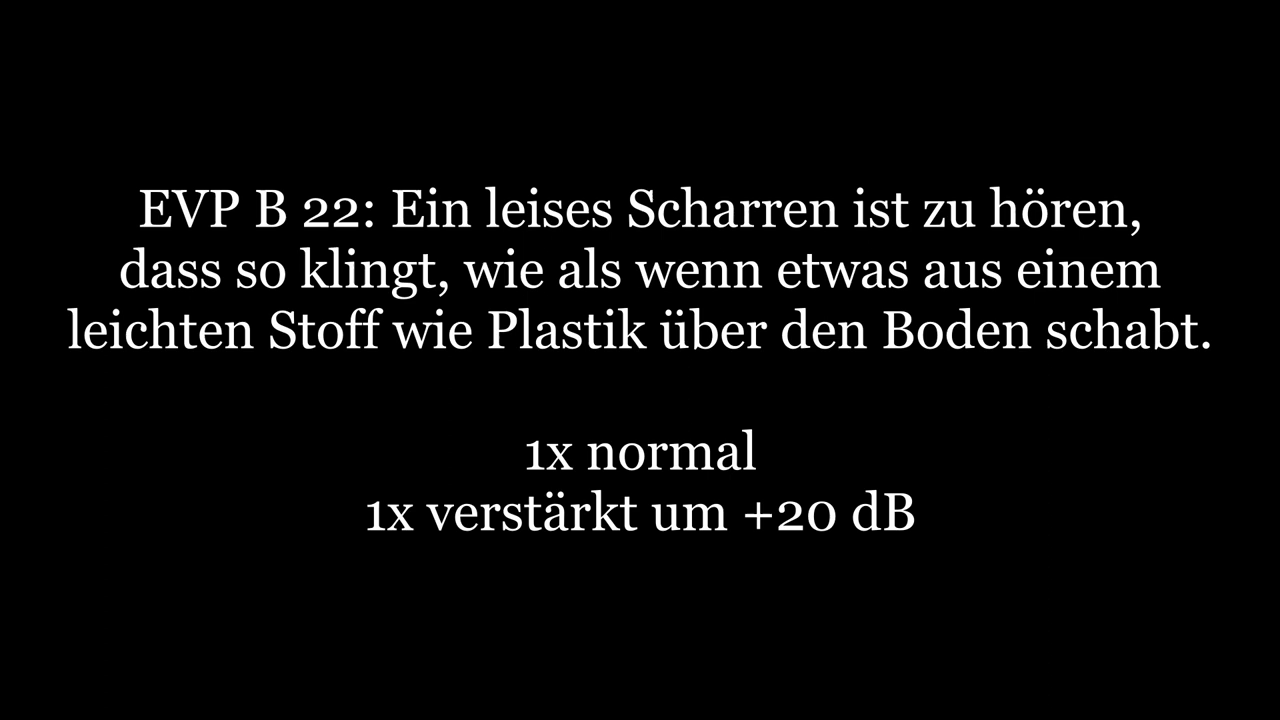 EVP B 22: Ein leises Scharren ist zu hören,
dass so klingt, wie als wenn etwas aus einem
leichten Stoff wie Plastik über den Boden schabt.
1x normal
1x verstärkt um +20 dB